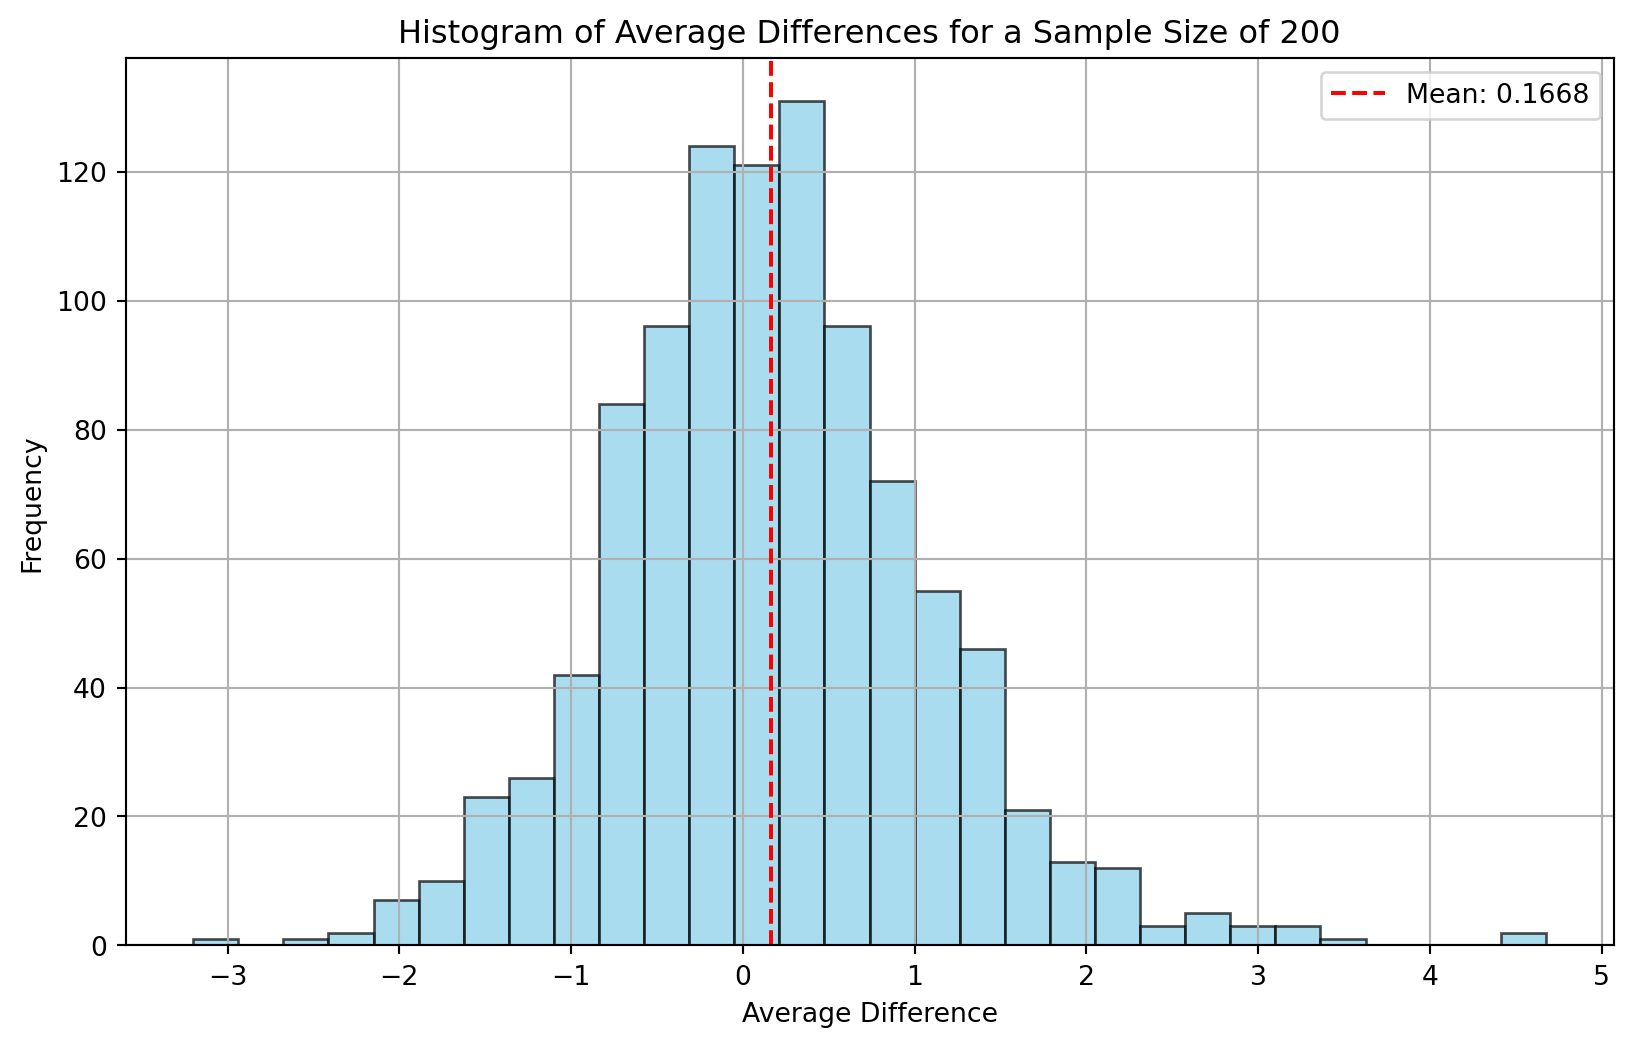 Histogram of Average Differences for a Sample Size of 200
Mean: 0.1668
Frequency
120
100
80
60
40
20
0
−3 −2 −1 0 1 2 3 4 5
Average Difference